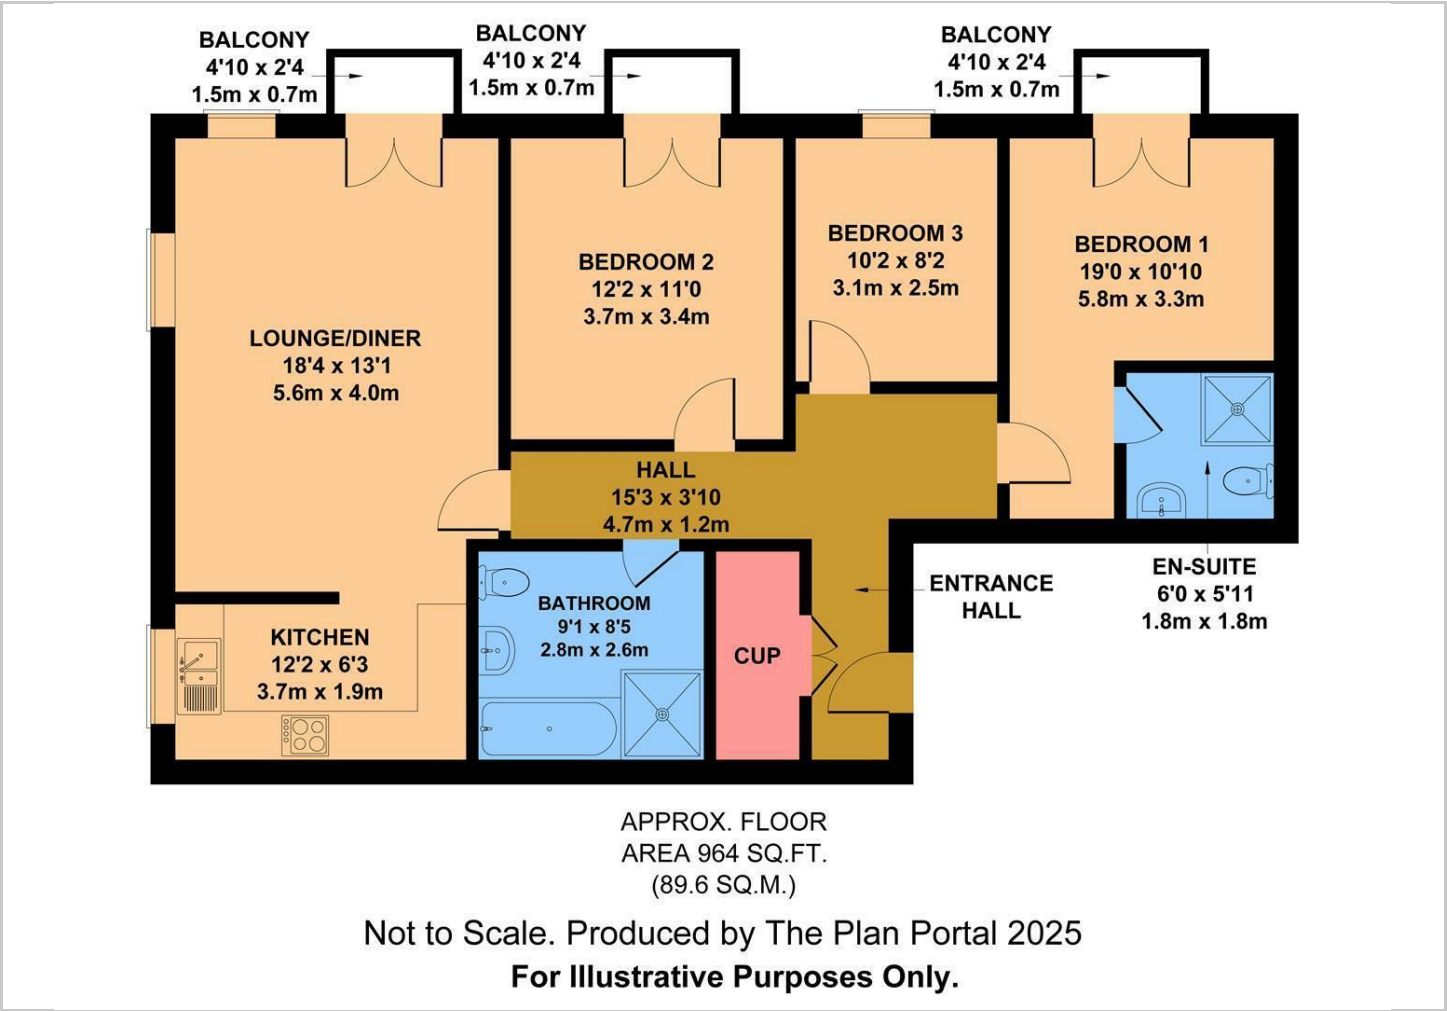 BALCONY
4'10 x 2'4
1.5m x 0.7m
BALCONY
4'10 x 2'4
1.5m x 0.7m
BALCONY
4'10 x 2'4
1.5m x 0.7m
LOUNGE/DINER
18'4 x 13'1
5.6m x 4.0m
BEDROOM 2
12'2 x 11'0
3.7m x 3.4m
BEDROOM 3
10'2 x 8'2
3.1m x 2.5m
BEDROOM 1
19'0 x 10'10
5.8m x 3.3m
HALL
15'3 x 3'10
4.7m x 1.2m
KITCHEN
12'2 x 6'3
3.7m x 1.9m
BATHROOM
9'1 x 8'5
2.8m x 2.6m
CUP
ENTRANCE
HALL
EN-SUITE
6'0 x 5'11
1.8m x 1.8m
APPROX. FLOOR
AREA 964 SQ.FT.
(89.6 SQ.M.)
Not to Scale. Produced by The Plan Portal 2025
For Illustrative Purposes Only.